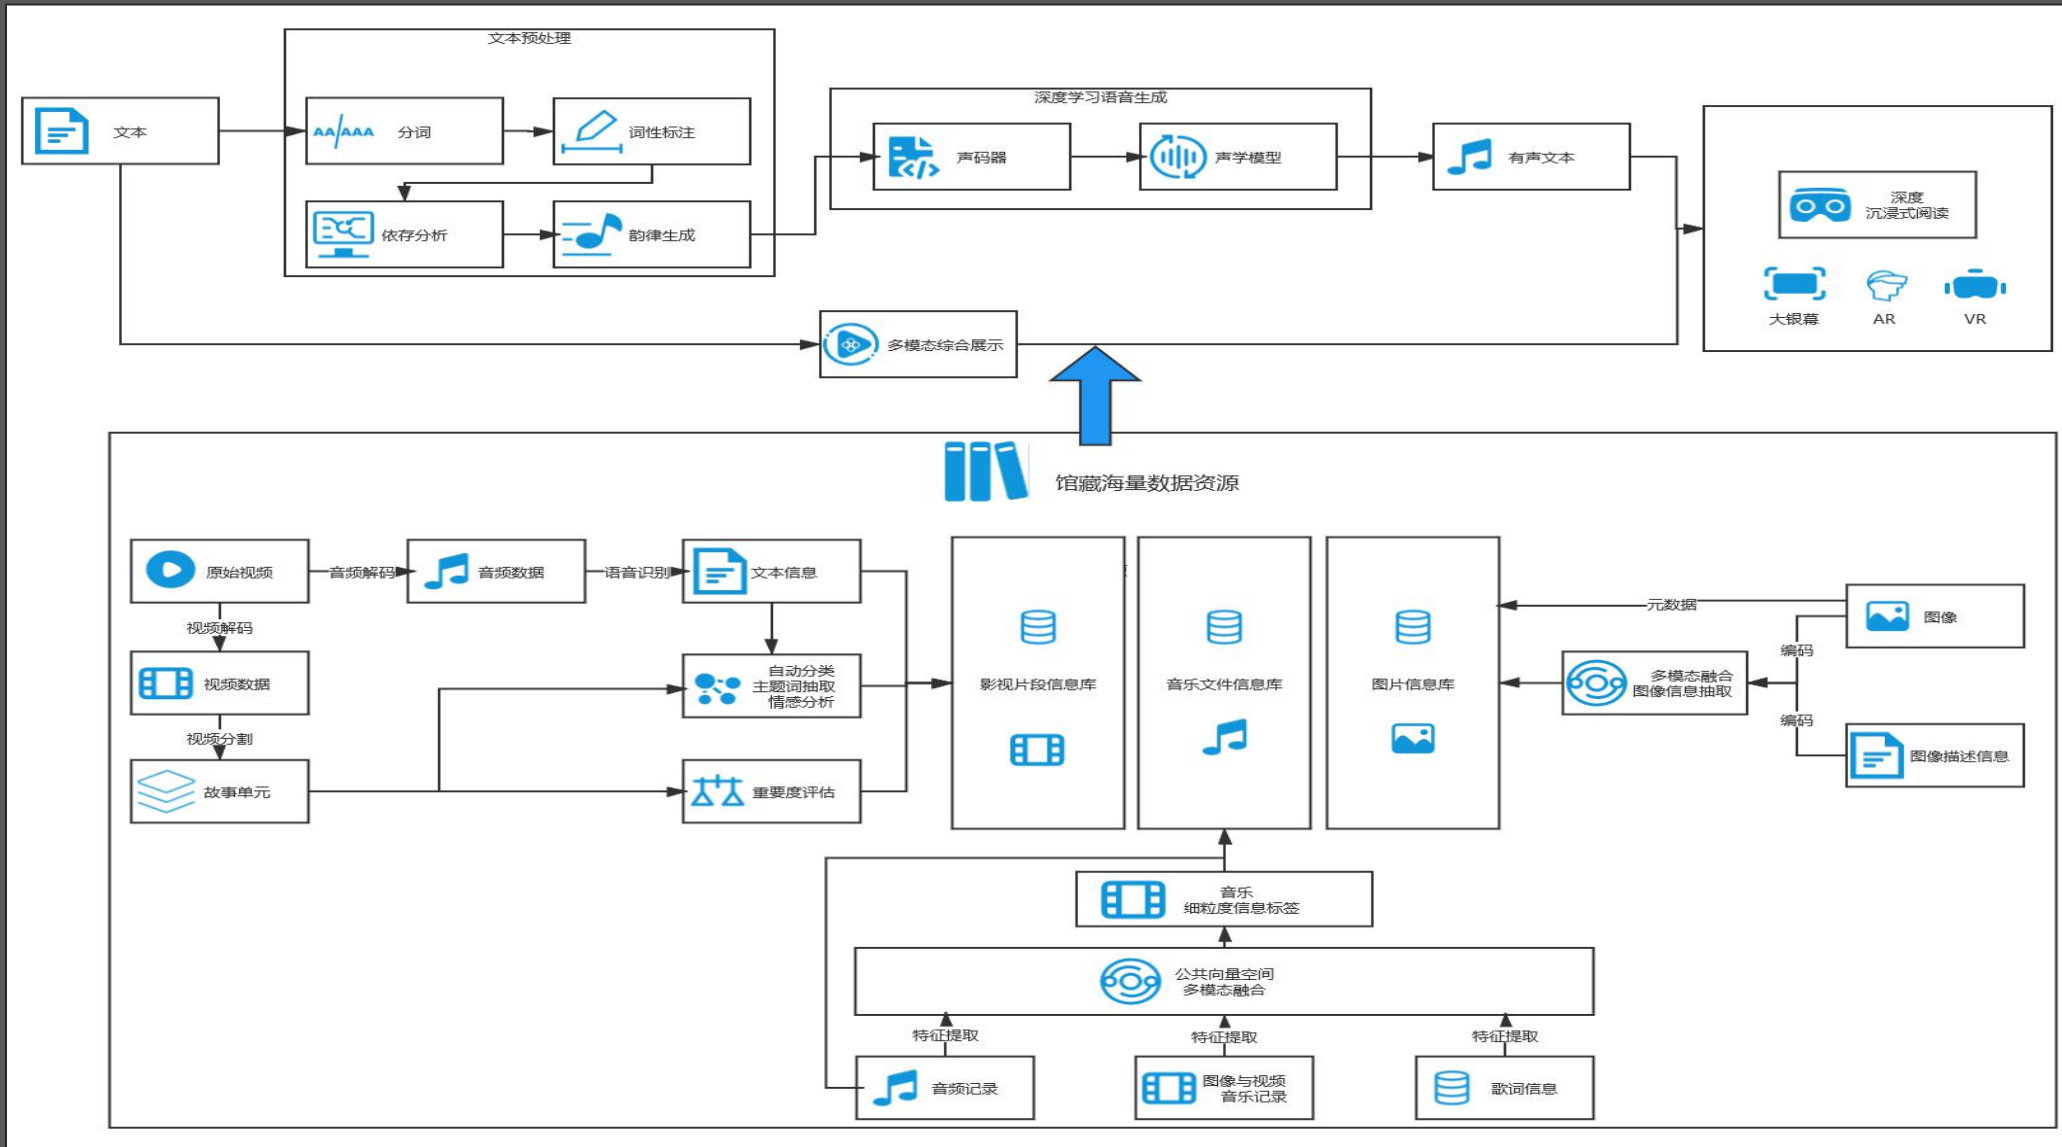 文本预处理
文本
AA/AAA 分词
词性标注
依存分析
韵律生成
深度学习语音生成
声码器
声学模型
有声文本
深度
沉浸式阅读
大银幕
AR
VR
多模态综合展示
馆藏海量数据资源
原始视频
音频解码
音频数据
语音识别
文本信息
视频解码
视频数据
自动分类
主题词抽取
情感分析
视频分割
故事单元
重要度评估
影视片段信息库
音乐文件信息库
图片信息库
元数据
图像
编码
多模态融合
图像信息抽取
编码
图像描述信息
音乐
细粒度信息标签
公共向量空间
多模态融合
特征提取
特征提取
特征提取
音频记录
图像与视频
音乐记录
歌词信息